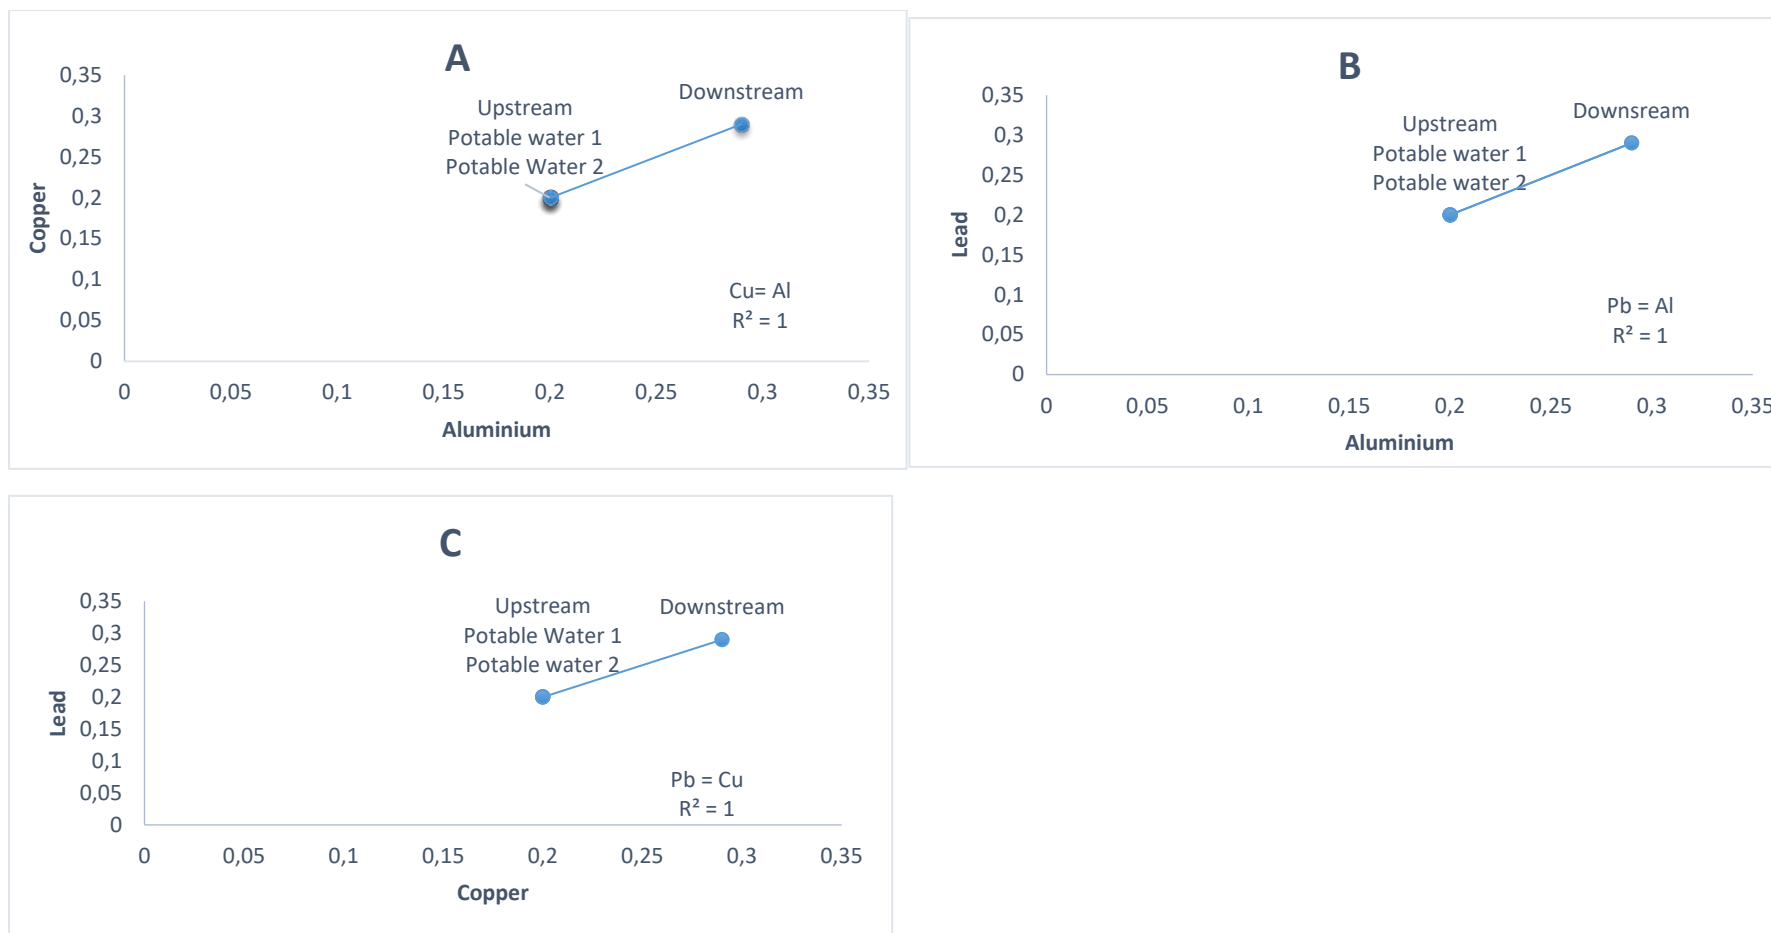 A
0,35
0,3
0,25
0,2
0,15
0,1
0,05
0
Copper
Upstream
Potable water 1
Potable Water 2
Downstream
Cu= Al
R² = 1
0 0,05 0,1 0,15 0,2 0,25 0,3 0,35
Aluminium
B
0,35
0,3
0,25
0,2
0,15
0,1
0,05
0
Lead
Upstream
Potable water 1
Potable water 2
Downsream
Pb = Al
R² = 1
0 0,05 0,1 0,15 0,2 0,25 0,3 0,35
Aluminium
C
0,35
0,3
0,25
0,2
0,15
0,1
0,05
0
Lead
Upstream
Potable Water 1
Potable water 2
Downstream
Pb = Cu
R² = 1
0 0,05 0,1 0,15 0,2 0,25 0,3 0,35
Copper